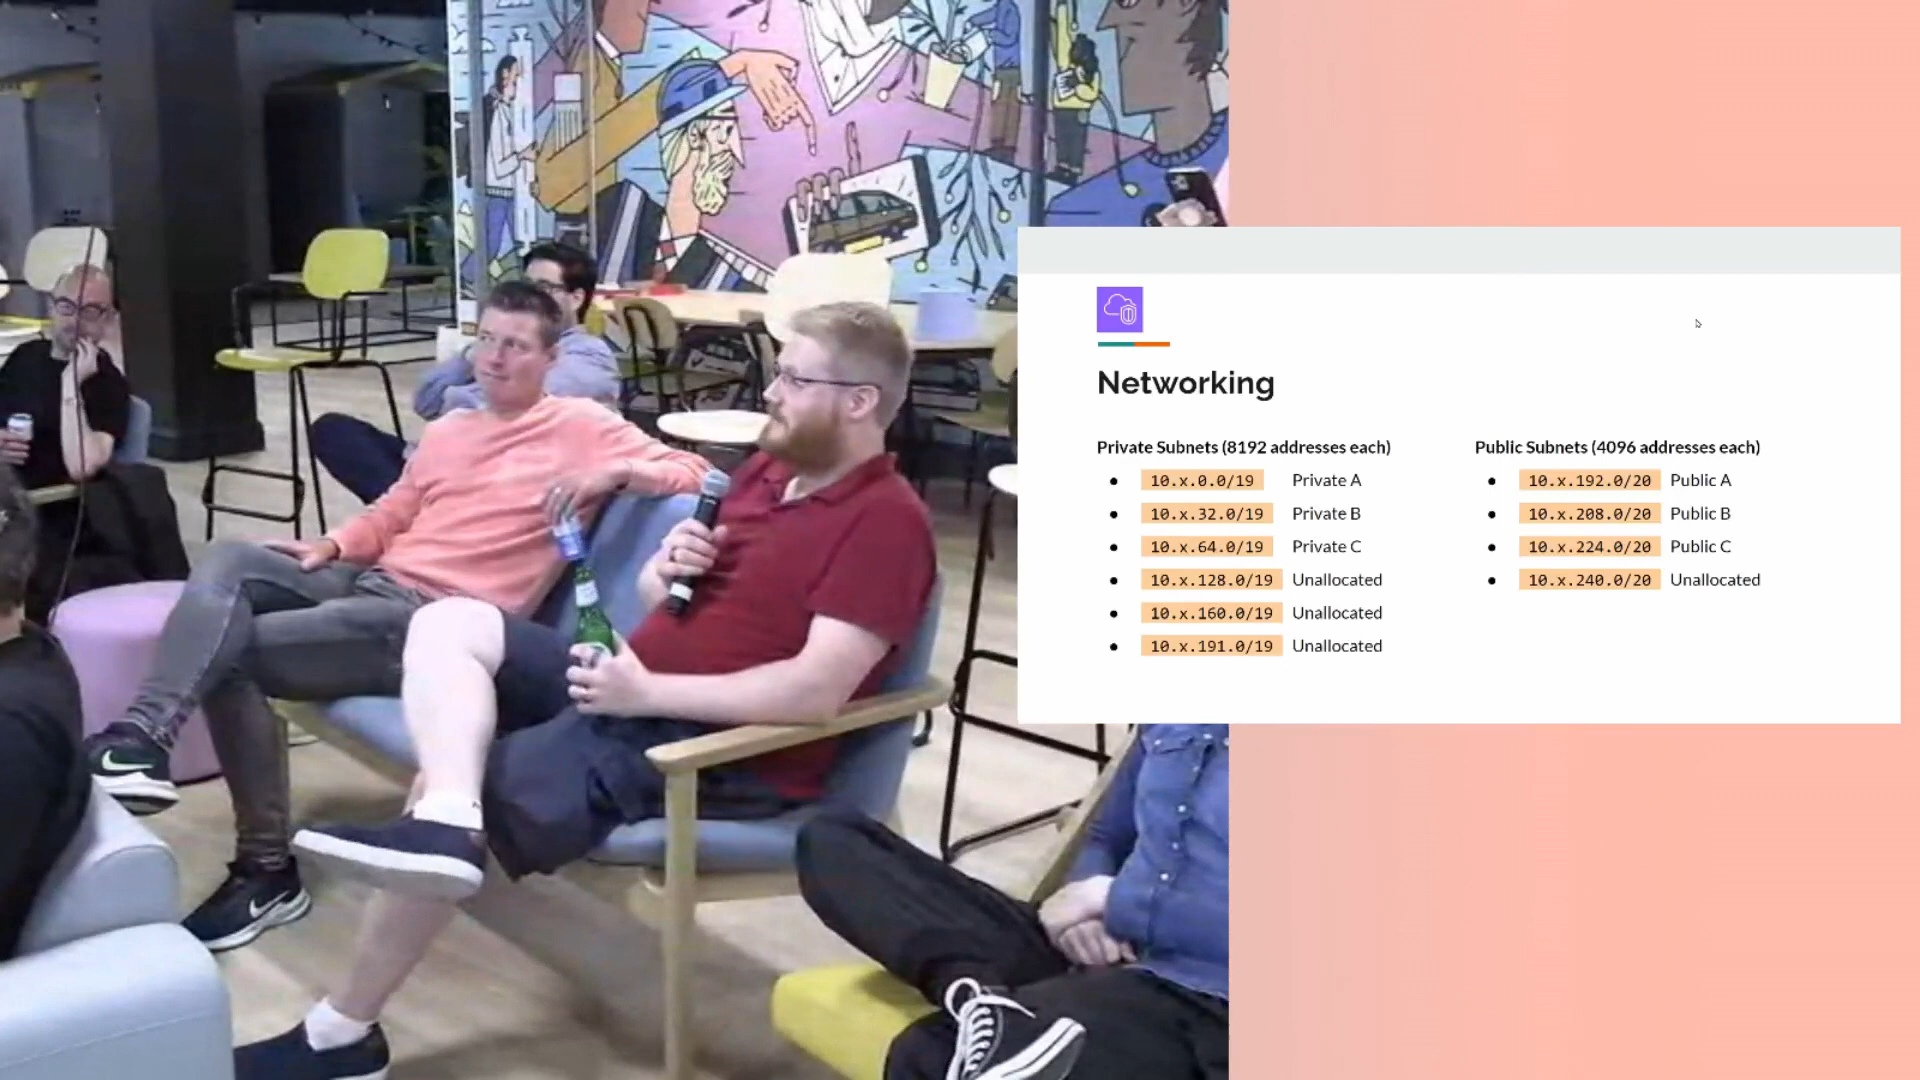 Networking
Private Subnets (8192 addresses each)
10.x.0.0/19 Private A
10.x.32.0/19 Private B
10.x.64.0/19 Private C
10.x.128.0/19 Unallocated
10.x.160.0/19 Unallocated
10.x.191.0/19 Unallocated
Public Subnets (4096 addresses each)
10.x.192.0/20 Public A
10.x.208.0/20 Public B
10.x.224.0/20 Public C
10.x.240.0/20 Unallocated